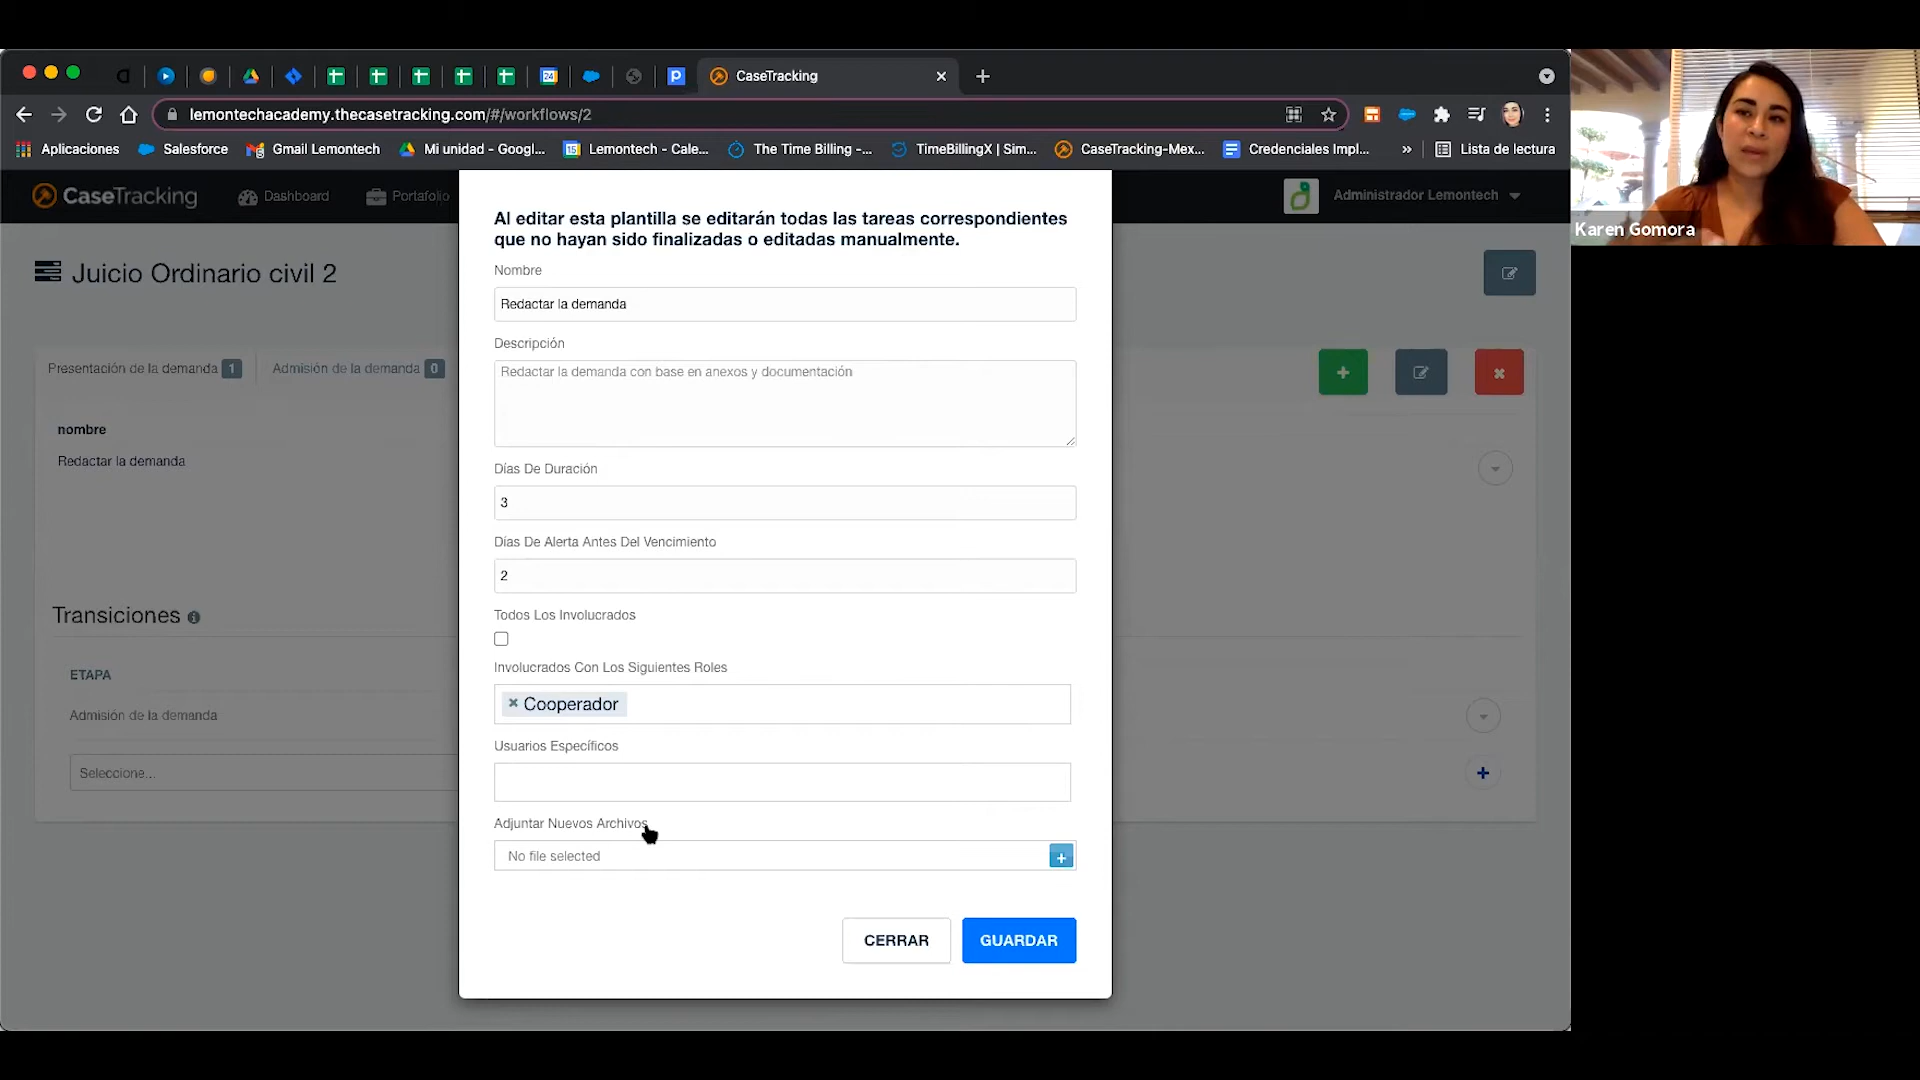 CaseTracking
lemontechacademy.thecasetracking.com/#/workflows/2
Aplicaciones
Salesforce
Gmail Lemontech
Mi unidad - Googl...
Lemontech - Cale...
The Time Billing -...
TimeBillingX | Sim...
CaseTracking-Mex...
Credenciales Impl...
»
Lista de lectura
CaseTracking
Dashboard
Portafolio
Administrador Lemontech
Karen Gomora
Juicio Ordinario civil 2
Presentación de la demanda 1
Admisión de la demanda 0
nombre
Redactar la demanda
Transiciones
ETAPA
Admisión de la demanda
Seleccione...
Al editar esta plantilla se editarán todas las tareas correspondientes
que no hayan sido finalizadas o editadas manualmente.
Nombre
Redactar la demanda
Descripción
Redactar la demanda con base en anexos y documentación
Días De Duración
3
Días De Alerta Antes Del Vencimiento
2
Todos Los Involucrados
Involucrados Con Los Siguientes Roles
Cooperador
Usuarios Específicos
Adjuntar Nuevos Archivos
No file selected
CERRAR
GUARDAR